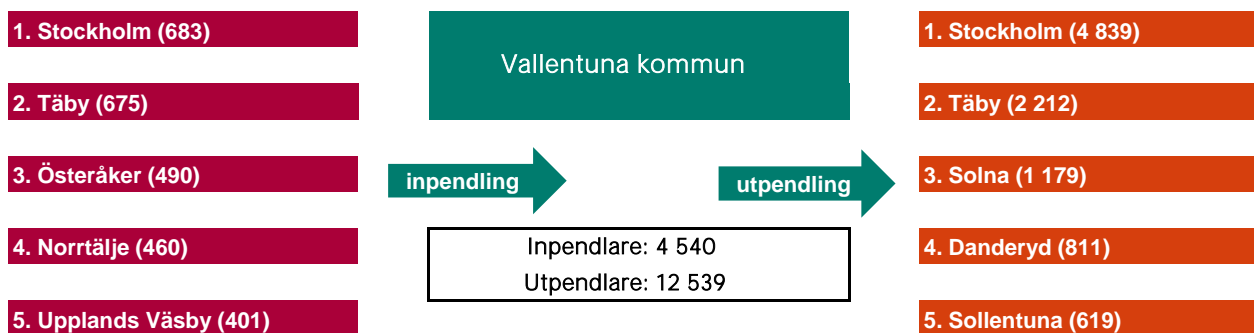 1. Stockholm (683)
2. Täby (675)
3. Österåker (490)
4. Norrtälje (460)
5. Upplands Väsby (401)
Vallentuna kommun
inpendling
utpendling
Inpendlare: 4 540
Utpendlare: 12 539
1. Stockholm (4 839)
2. Täby (2 212)
3. Solna (1 179)
4. Danderyd (811)
5. Sollentuna (619)